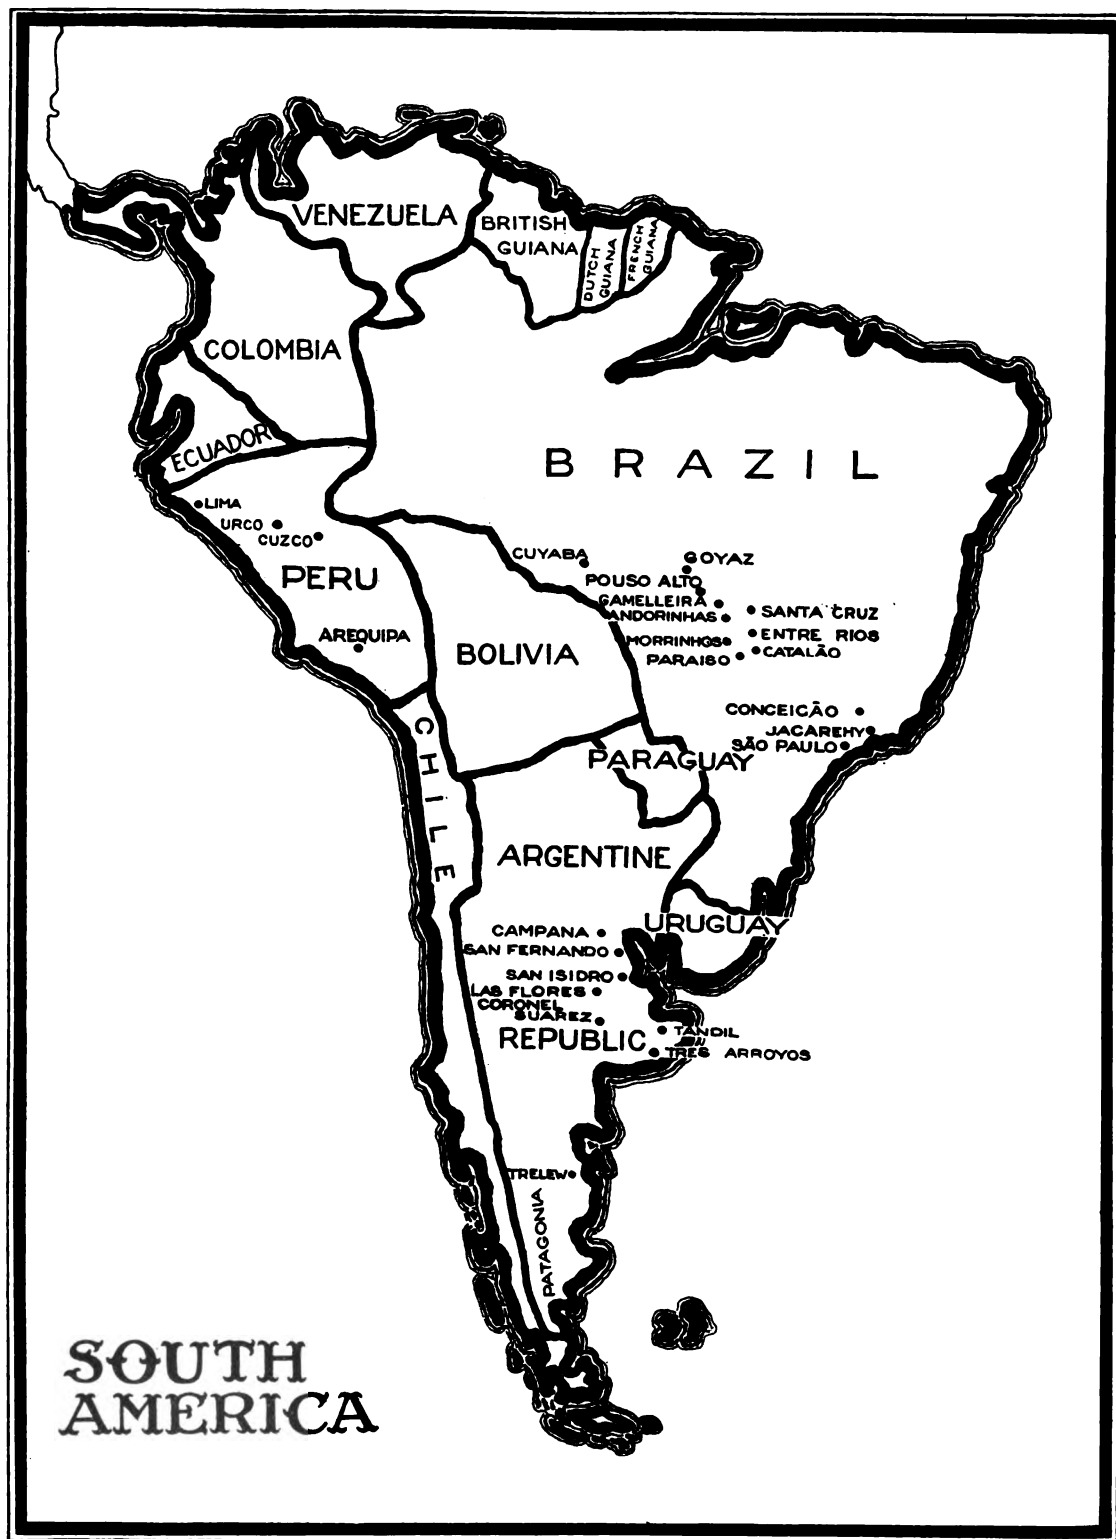 VENEZUELA
BRITISH
GUIANA
DUTCH
GUIANA
FRENCH
GUIANA
COLOMBIA
ECUADOR
BRAZIL
LIMA
URCO
CUZCO
PERU
AREQUIPA
CUYABA
GOYAZ
POUSO ALTO
GAMELLEIRA
ANDORINHAS
SANTA CRUZ
MORRINHOS
ENTRE RIOS
PARAISO
CATALÃO
BOLIVIA
CONCEIÇÃO
JACAREHY
SÃO PAULO
CHILE
PARAGUAY
ARGENTINE
URUGUAY
CAMPANA
SAN FERNANDO
SAN ISIDRO
LAS FLORES
CORONEL
SUAREZ
REPUBLIC
TANDIL
TRES ARROYOS
TRELEW
PATAGONIA
SOUTH
AMERICA